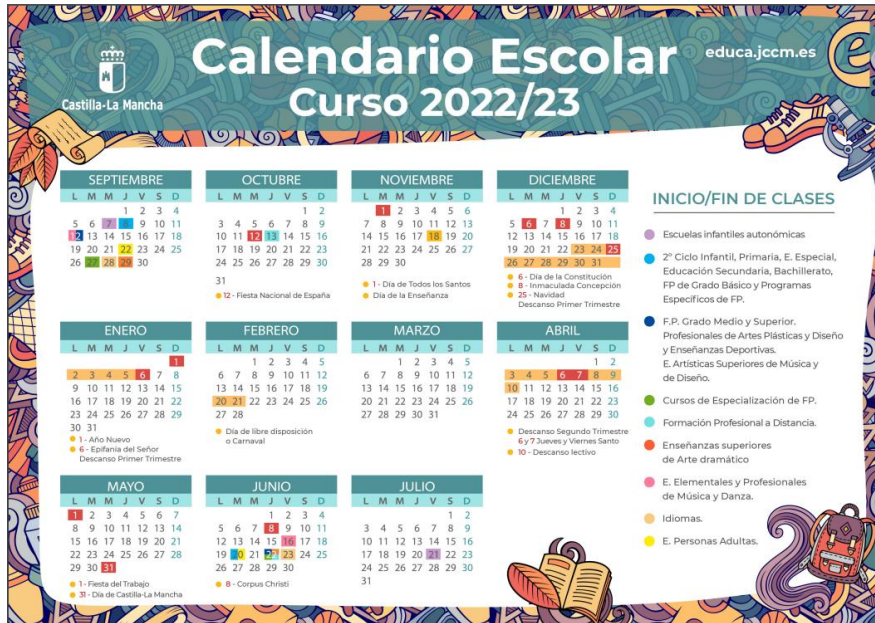 Castilla-La Mancha
Calendario Escolar
Curso 2022/23
educa.jccm.es
SEPTIEMBRE
L M M J V S D
1 2 3 4
5 6 7 8 9 10 11
12 13 14 15 16 17 18
19 20 21 22 23 24 25
26 27 28 29 30
OCTUBRE
L M M J V S D
1 2
3 4 5 6 7 8 9
10 11 12 13 14 15 16
17 18 19 20 21 22 23
24 25 26 27 28 29 30
31
12 - Fiesta Nacional de España
NOVIEMBRE
L M M J V S D
1 2 3 4 5 6
7 8 9 10 11 12 13
14 15 16 17 18 19 20
21 22 23 24 25 26 27
28 29 30
1 - Día de Todos los Santos
Día de la Enseñanza
DICIEMBRE
L M M J V S D
1 2 3 4
5 6 7 8 9 10 11
12 13 14 15 16 17 18
19 20 21 22 23 24 25
26 27 28 29 30 31
6 - Día de la Constitución
8 - Inmaculada Concepción
25 - Navidad
Descanso Primer Trimestre
ENERO
L M M J V S D
1
2 3 4 5 6 7 8
9 10 11 12 13 14 15
16 17 18 19 20 21 22
23 24 25 26 27 28 29
30 31
1 - Año Nuevo
6 - Epifanía del Señor
Descanso Primer Trimestre
FEBRERO
L M M J V S D
1 2 3 4 5
6 7 8 9 10 11 12
13 14 15 16 17 18 19
20 21 22 23 24 25 26
27 28
Día de libre disposición
o Carnaval
MARZO
L M M J V S D
1 2 3 4 5
6 7 8 9 10 11 12
13 14 15 16 17 18 19
20 21 22 23 24 25 26
27 28 29 30 31
ABRIL
L M M J V S D
1 2
3 4 5 6 7 8 9
10 11 12 13 14 15 16
17 18 19 20 21 22 23
24 25 26 27 28 29 30
Descanso Segundo Trimestre
6 y 7 Jueves y Viernes Santo
10 - Descanso lectivo
MAYO
L M M J V S D
1 2 3 4 5 6 7
8 9 10 11 12 13 14
15 16 17 18 19 20 21
22 23 24 25 26 27 28
29 30 31
1 - Fiesta del Trabajo
31 - Día de Castilla-La Mancha
JUNIO
L M M J V S D
1 2 3 4
5 6 7 8 9 10 11
12 13 14 15 16 17 18
19 20 21 22 23 24 25
26 27 28 29 30
8 - Corpus Christi
JULIO
L M M J V S D
1 2
3 4 5 6 7 8 9
10 11 12 13 14 15 16
17 18 19 20 21 22 23
24 25 26 27 28 29 30
31
INICIO/FIN DE CLASES
Escuelas infantiles autonómicas
2º Ciclo Infantil, Primaria, E. Especial,
Educación Secundaria, Bachillerato,
FP de Grado Básico y Programas
Específicos de FP.
F.P. Grado Medio y Superior.
Profesionales de Artes Plásticas y Diseño
y Enseñanzas Deportivas.
E. Artísticas Superiores de Música y
de Diseño.
Cursos de Especialización de FP.
Formación Profesional a Distancia.
Enseñanzas superiores
de Arte dramático
E. Elementales y Profesionales
de Música y Danza.
Idiomas.
E. Personas Adultas.